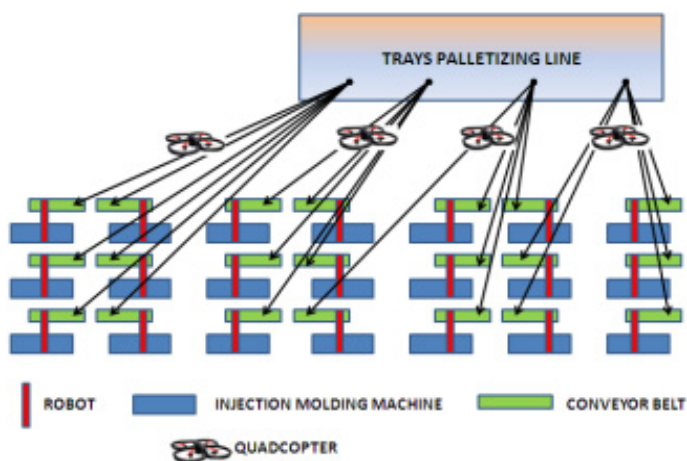 TRAYS PALLETIZING LINE
ROBOT
INJECTION MOLDING MACHINE
CONVEYOR BELT
QUADCOPTER